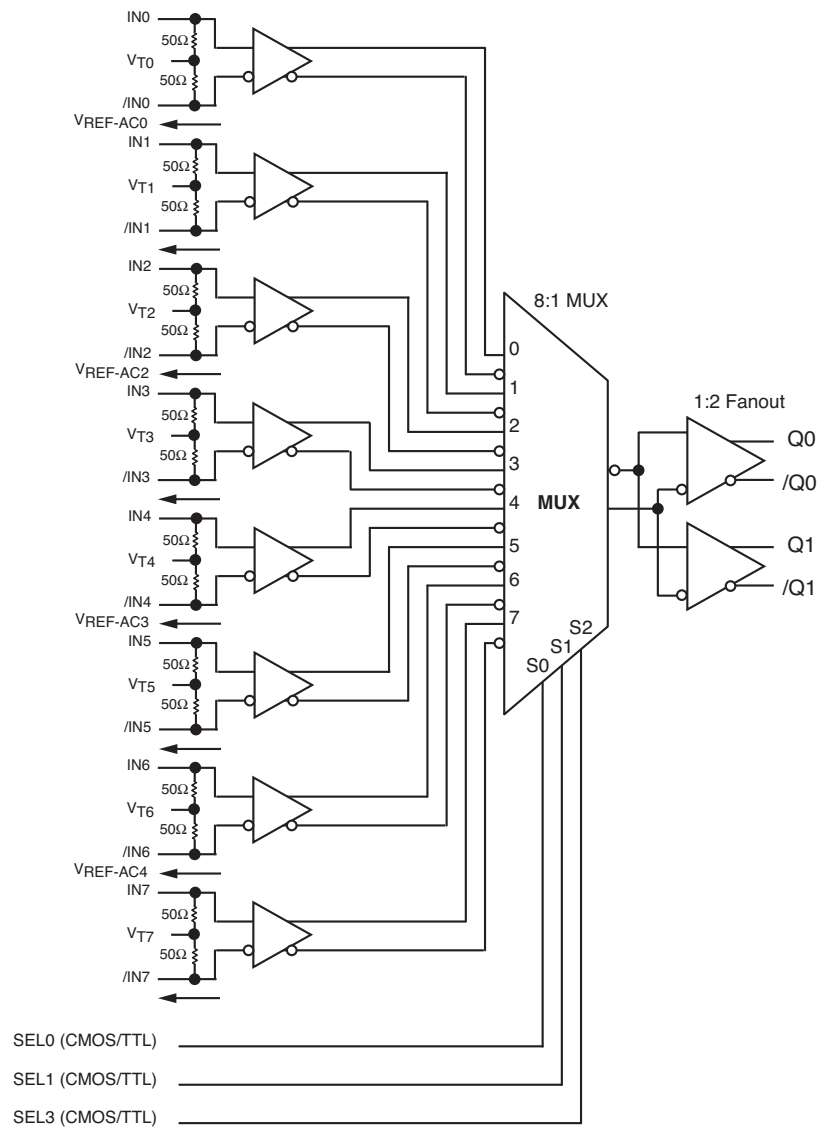 IN0
50Ω
VT0
50Ω
/IN0
VREF-AC0
IN1
50Ω
VT1
50Ω
/IN1
IN2
50Ω
VT2
50Ω
/IN2
VREF-AC2
IN3
50Ω
VT3
50Ω
/IN3
IN4
50Ω
VT4
50Ω
/IN4
VREF-AC3
IN5
50Ω
VT5
50Ω
/IN5
IN6
50Ω
VT6
50Ω
/IN6
VREF-AC4
IN7
50Ω
VT7
50Ω
/IN7
8:1 MUX
0
1
2
3
4
5
6
7
MUX
S0
S1
S2
1:2 Fanout
Q0
/Q0
Q1
/Q1
SEL0 (CMOS/TTL)
SEL1 (CMOS/TTL)
SEL3 (CMOS/TTL)